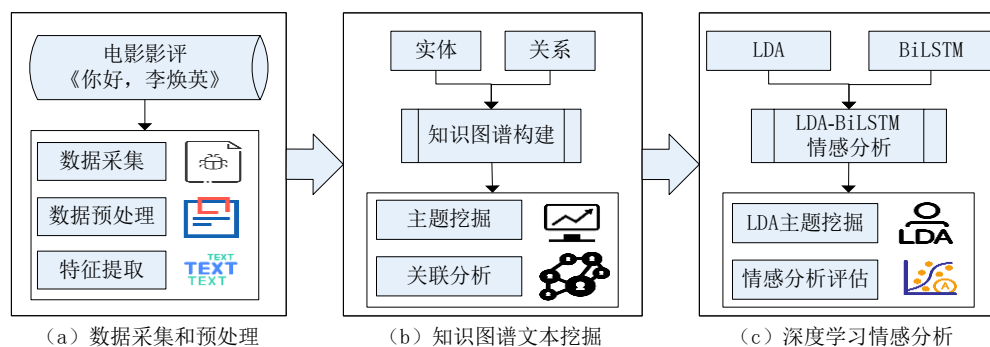 电影影评
《你好，李焕英》
数据采集
数据预处理
特征提取
TEXT
TEXT
TEXT
（a）数据采集和预处理
实体
关系
知识图谱构建
主题挖掘
关联分析
（b）知识图谱文本挖掘
LDA
BiLSTM
LDA-BiLSTM
情感分析
LDA主题挖掘
LDA
情感分析评估
A
（c）深度学习情感分析